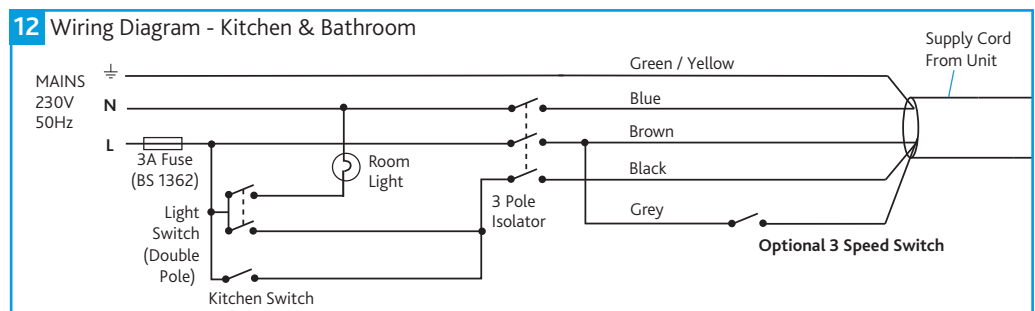 12 Wiring Diagram - Kitchen & Bathroom
Supply Cord
From Unit
MAINS
230V
50Hz
N
L
Green / Yellow
Blue
Brown
Black
Grey
3A Fuse
(BS 1362)
Room
Light
Light
Switch
(Double
Pole)
3 Pole
Isolator
Optional 3 Speed Switch
Kitchen Switch